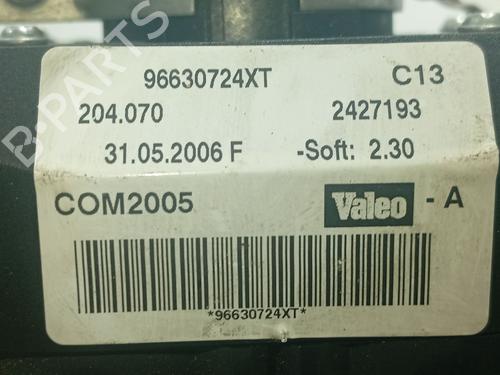 96630724XT C13
204.070 2427193
31.05.2006 F -Soft: 2.30
COM2005 Valeo - A
*96630724XT*
B-PARTS